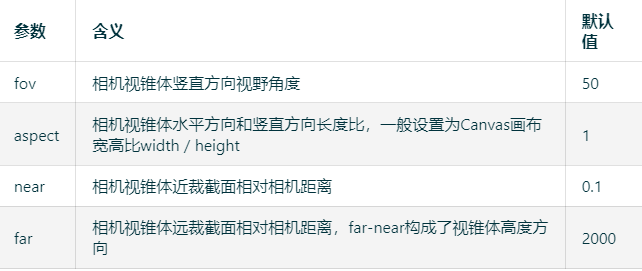 参数 含义 默认值
fov 相机视锥体竖直方向视野角度 50
aspect 相机视锥体水平方向和竖直方向长度比，一般设置为Canvas画布
宽高比width / height 1
near 相机视锥体近裁截面相对相机距离 0.1
far 相机视锥体远裁截面相对相机距离，far-near构成了视锥体高度方
向 2000